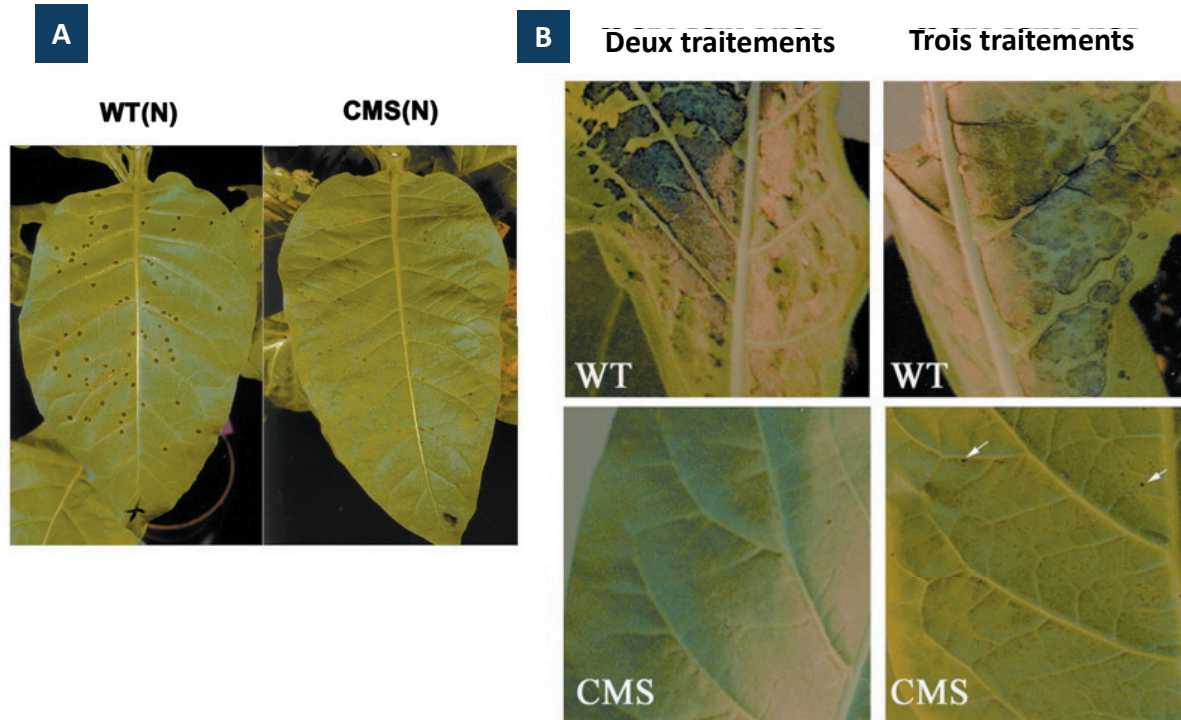 A
WT(N)
CMS(N)
B
Deux traitements
Trois traitements
WT
WT
CMS
CMS